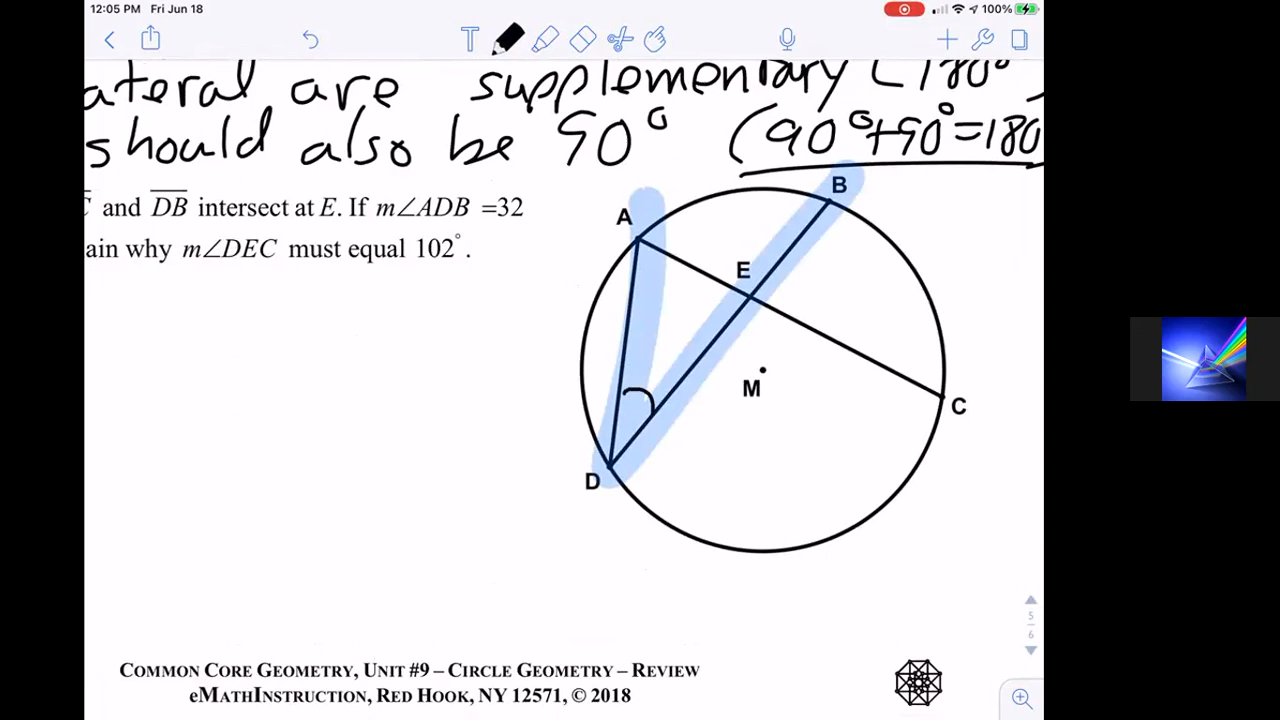 12:05 PM Fri Jun 18
100%
T
ateral are supplementary (180°)
should also be 90° (90°+90°=180
C and DB intersect at E. If m∠ADB =32
ain why m∠DEC must equal 102°.
A
B
E
M
C
D
5
6
COMMON CORE GEOMETRY, UNIT #9 – CIRCLE GEOMETRY – REVIEW
eMATHINSTRUCTION, RED HOOK, NY 12571, © 2018